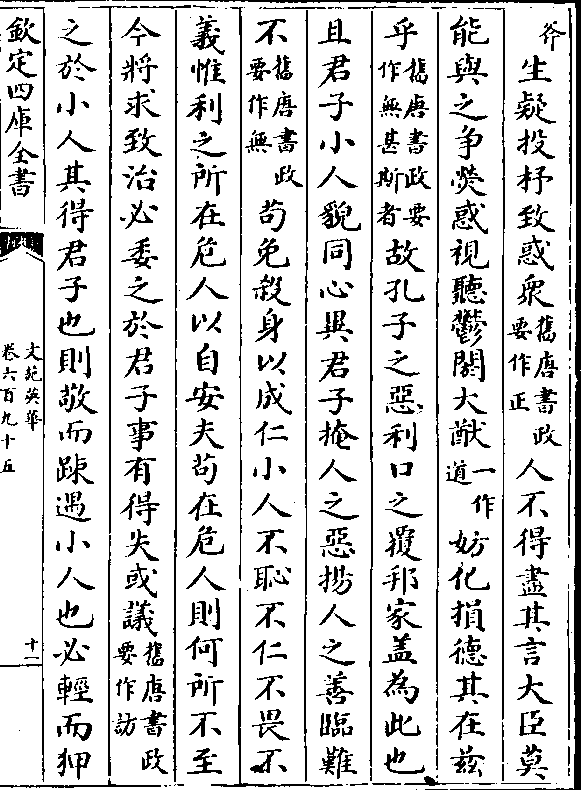 斧生疑投杼致惑衆舊唐書政要作正人不得盡其言大臣莫
能與之争熒惑視聽鬱閼大猷一作道妨化損德其在兹
乎舊唐書政要作無甚斯者故孔子之惡利口之覆邦家盖為此也
且君子小人貌同心異君子掩人之惡揚人之善臨難
不舊唐書政要作無苟免殺身以成仁小人不恥不仁不畏不
義惟利之所在危人以自安夫苟在危人則何所不至
今將求致治必委之於君子事有得失或議舊唐書政要作訪
之於小人其得君子也則敬而踈遇小人也必輕而狎
欽定四庫全書
文苑英華
卷六百九十五
十二